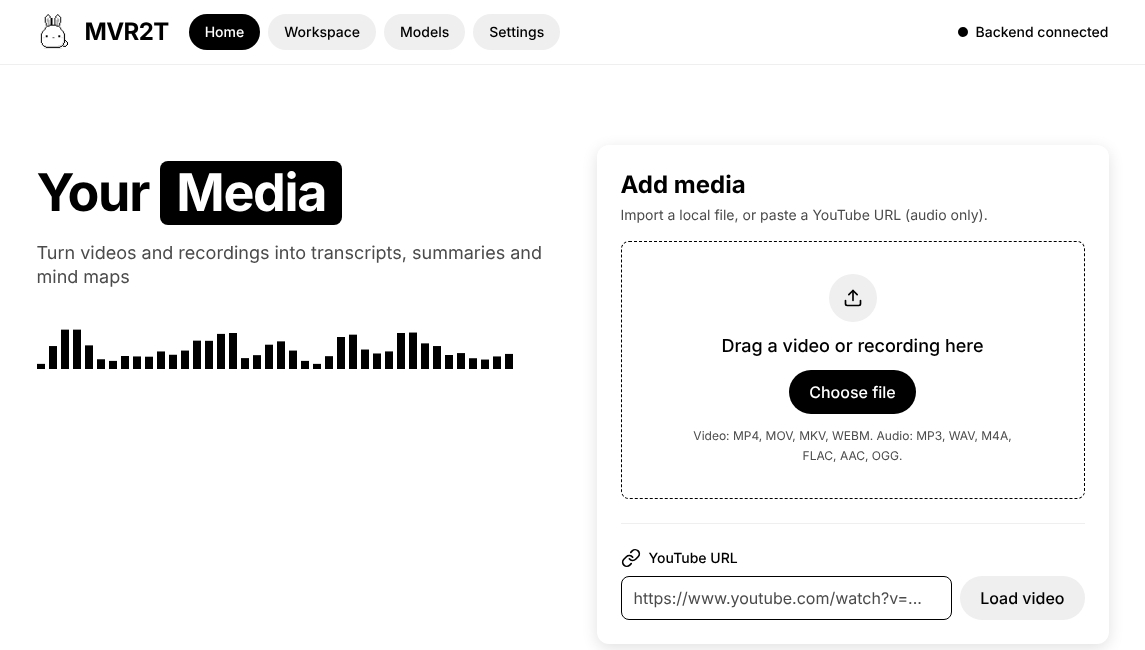 MVR2T
Home
Workspace
Models
Settings
Backend connected
Your Media
Turn videos and recordings into transcripts, summaries and
mind maps
Add media
Import a local file, or paste a YouTube URL (audio only).
Drag a video or recording here
Choose file
Video: MP4, MOV, MKV, WEBM. Audio: MP3, WAV, M4A,
FLAC, AAC, OGG.
YouTube URL
https://www.youtube.com/watch?v=...
Load video